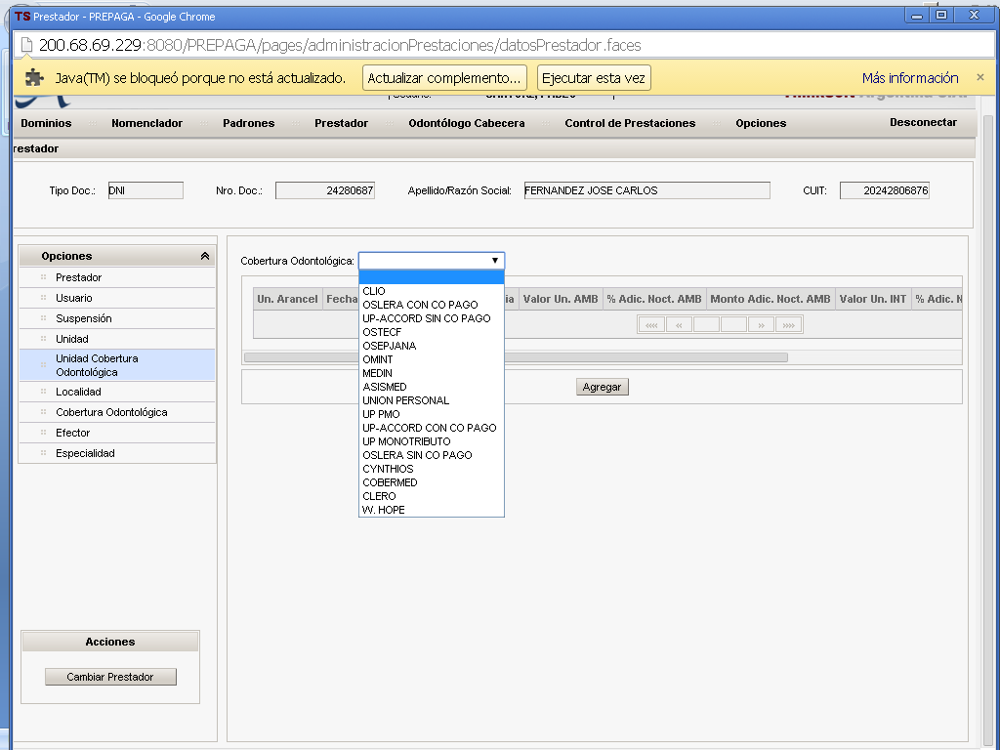 TS Prestador - PREPAGA - Google Chrome
200.68.69.229:8080/PREPAGA/pages/administracionPrestaciones/datosPrestador.faces
Java(TM) se bloqueó porque no está actualizado. Actualizar complemento... Ejecutar esta vez Más información ×
Dominios Nomenclador Padrones Prestador Odontólogo Cabecera Control de Prestaciones Opciones Desconectar
restador
Tipo Doc.: DNI Nro. Doc.: 24280687 Apellido/Razón Social: FERNANDEZ JOSE CARLOS CUIT: 20242806876
Opciones
Prestador
Usuario
Suspensión
Unidad
Unidad Cobertura
Odontológica
Localidad
Cobertura Odontológica
Efector
Especialidad
Acciones
Cambiar Prestador
Cobertura Odontológica:
Un. Arancel Fecha ia Valor Un. AMB % Adic. Noct. AMB Monto Adic. Noct. AMB Valor Un. INT % Adic. N
«« « » »»
Agregar
CLIO
OSLERA CON CO PAGO
UP-ACCORD SIN CO PAGO
OSTECF
OSEPJANA
OMINT
MEDIN
ASISMED
UNION PERSONAL
UP PMO
UP-ACCORD CON CO PAGO
UP MONOTRIBUTO
OSLERA SIN CO PAGO
CYNTHIOS
COBERMED
CLERO
W. HOPE